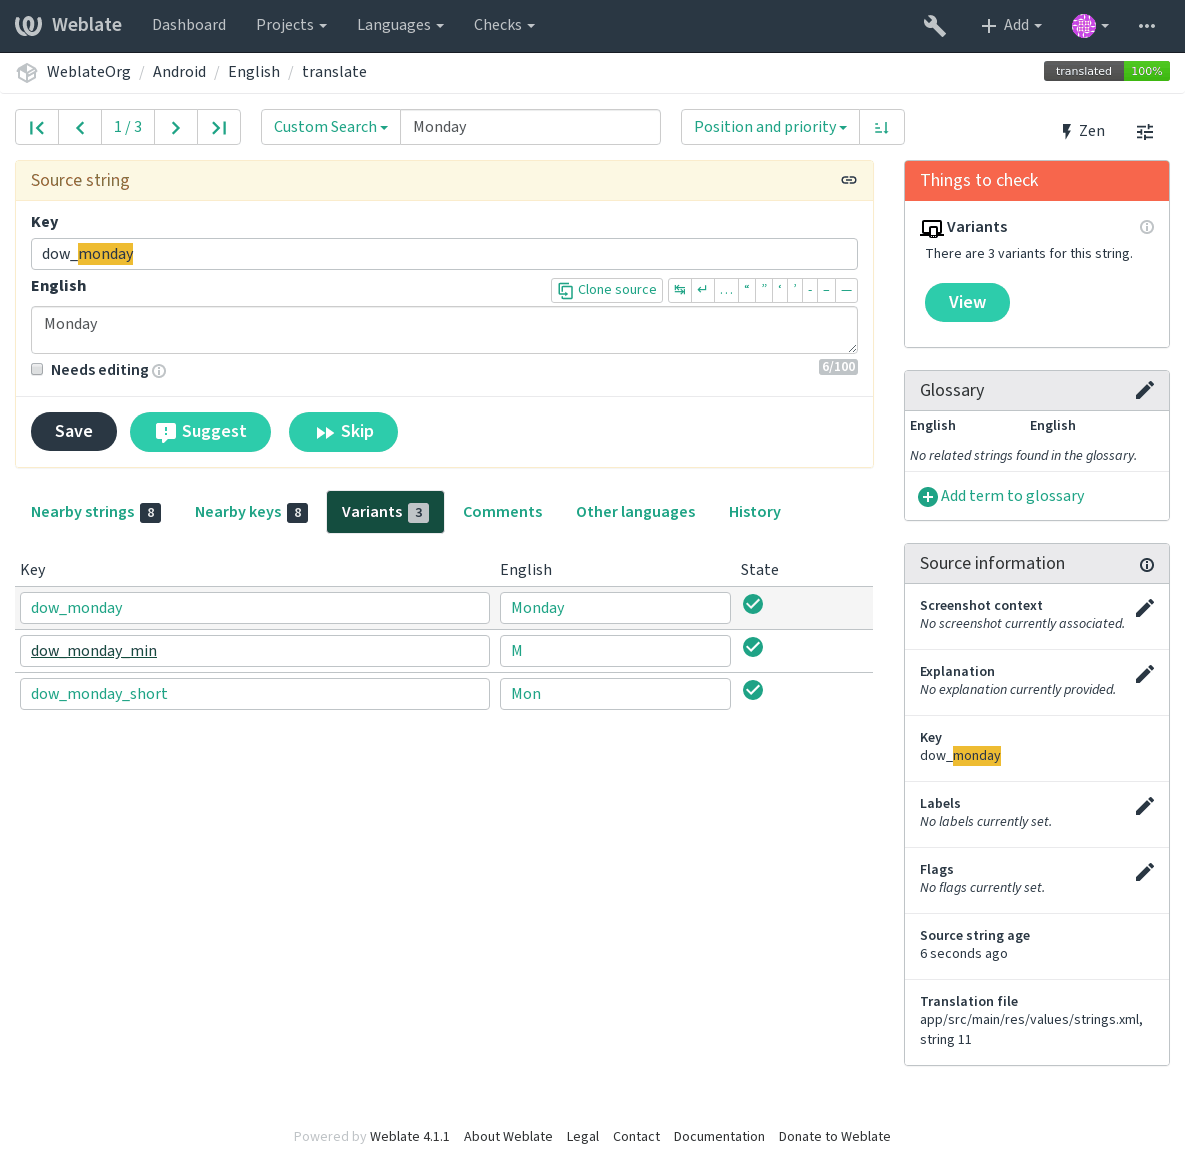 Weblate Dashboard Projects Languages Checks Add
WeblateOrg / Android / English / translate translated 100%
1 / 3 Custom Search Monday Position and priority Zen
Source string
Key
dow_monday
English Clone source ↹ ↵ … “ ” ‘ ’ - – —
Monday
Needs editing 6/100
Save Suggest Skip
Things to check
Variants
There are 3 variants for this string.
View
Glossary
English English
No related strings found in the glossary.
Add term to glossary
Nearby strings 8 Nearby keys 8 Variants 3 Comments Other languages History
Key English State
dow_monday Monday
dow_monday_min M
dow_monday_short Mon
Source information
Screenshot context
No screenshot currently associated.
Explanation
No explanation currently provided.
Key
dow_monday
Labels
No labels currently set.
Flags
No flags currently set.
Source string age
6 seconds ago
Translation file
app/src/main/res/values/strings.xml,
string 11
Powered by Weblate 4.1.1 About Weblate Legal Contact Documentation Donate to Weblate